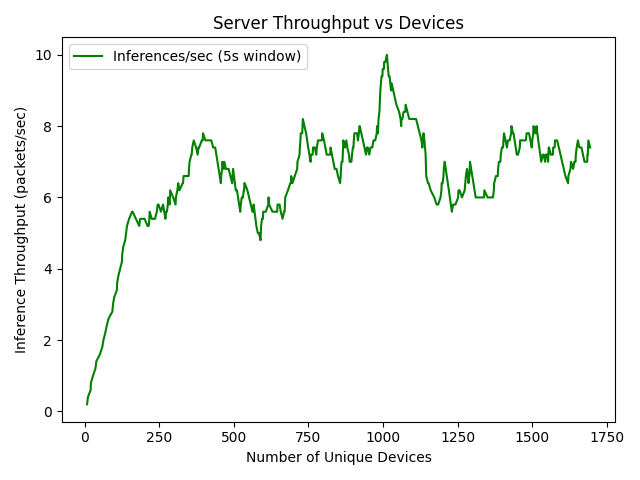 Server Throughput vs Devices
Inferences/sec (5s window)
Inference Throughput (packets/sec)
10
8
6
4
2
0
0 250 500 750 1000 1250 1500 1750
Number of Unique Devices